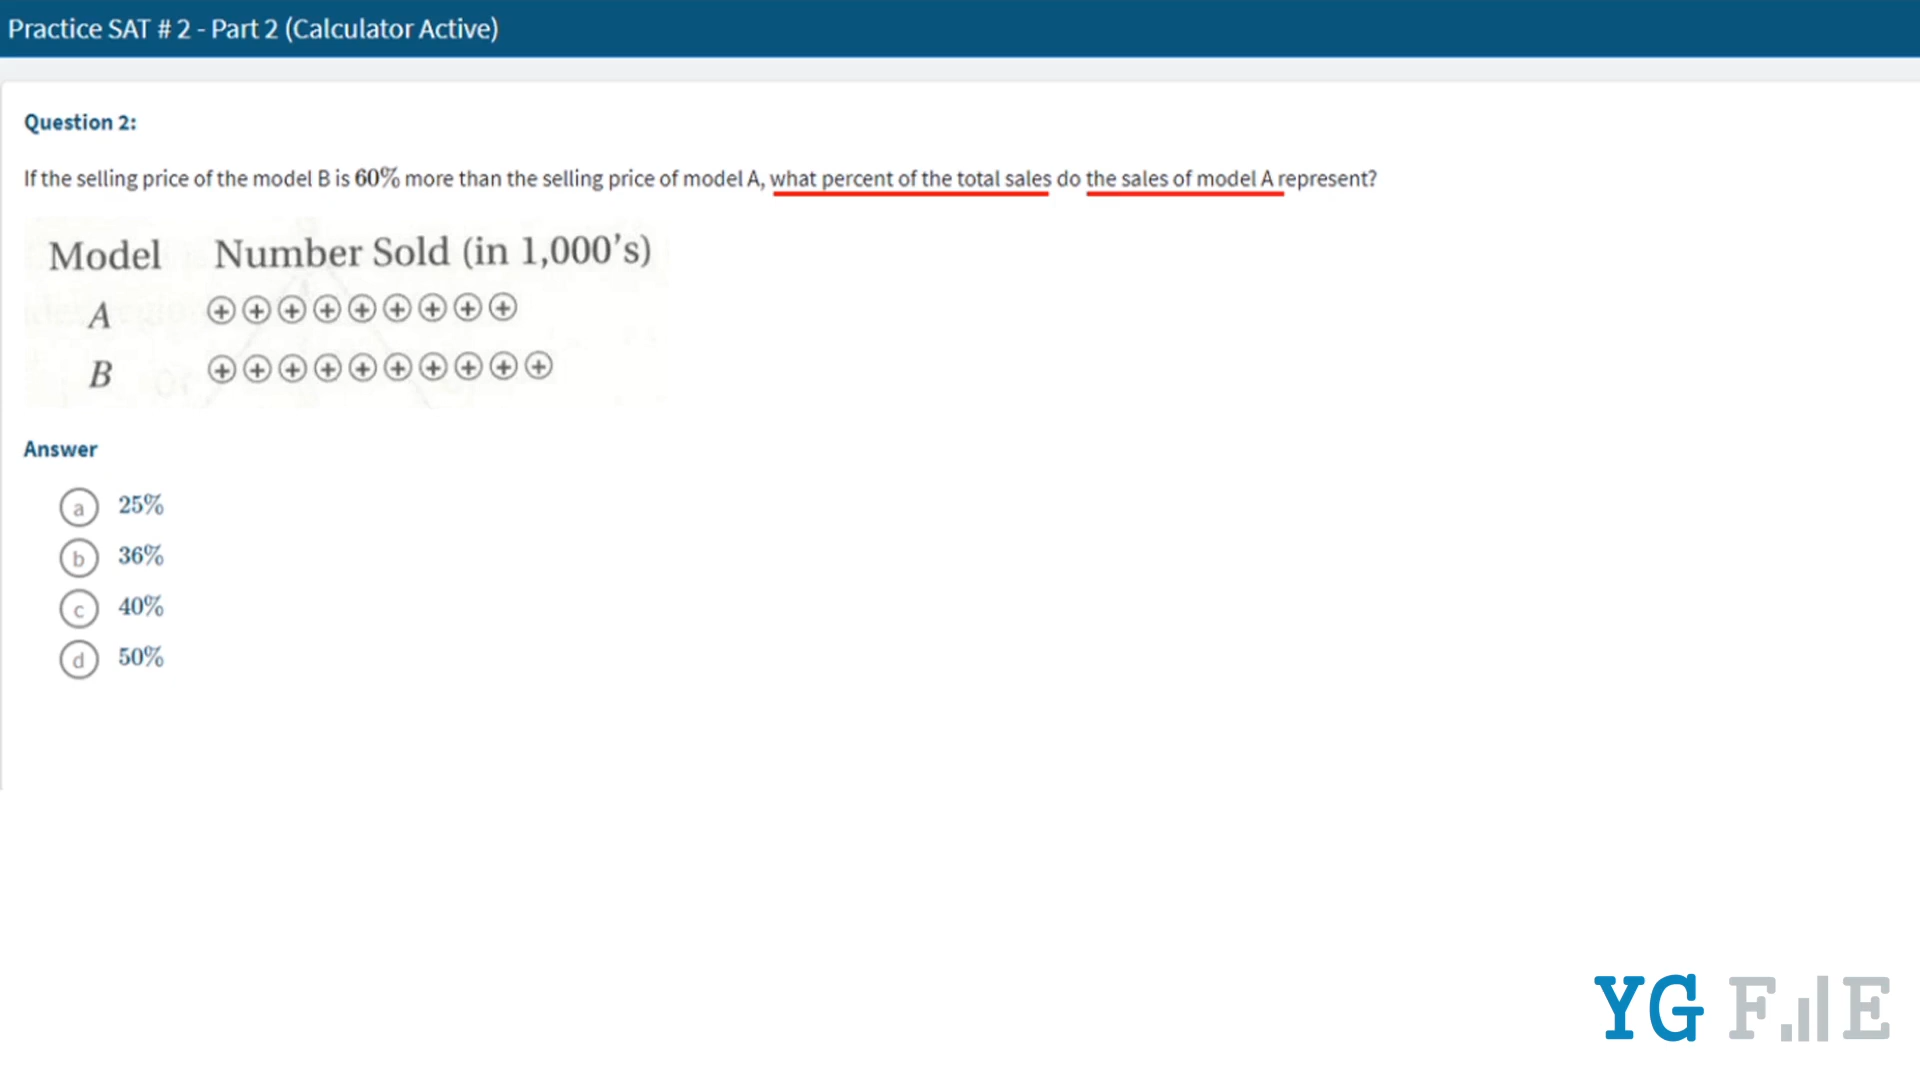 Practice SAT # 2 - Part 2 (Calculator Active)
Question 2:
If the selling price of the model B is 60% more than the selling price of model A, what percent of the total sales do the sales of model A represent?
Model Number Sold (in 1,000's)
A ⊕⊕⊕⊕⊕⊕⊕⊕⊕
B ⊕⊕⊕⊕⊕⊕⊕⊕⊕⊕
Answer
a 25%
b 36%
c 40%
d 50%
YG F E